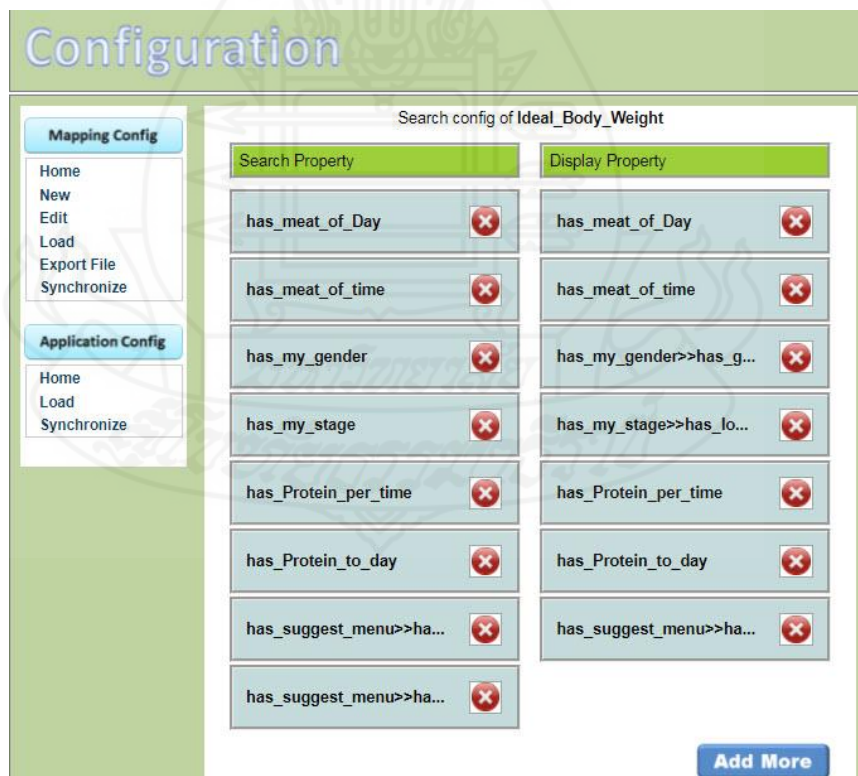 Configuration
Mapping Config
Home
New
Edit
Load
Export File
Synchronize
Application Config
Home
Load
Synchronize
Search config of Ideal_Body_Weight
Search Property
Display Property
has_meat_of_Day
has_meat_of_Day
has_meat_of_time
has_meat_of_time
has_my_gender
has_my_gender>>has_g...
has_my_stage
has_my_stage>>has_lo...
has_Protein_per_time
has_Protein_per_time
has_Protein_to_day
has_Protein_to_day
has_suggest_menu>>ha...
has_suggest_menu>>ha...
has_suggest_menu>>ha...
Add More